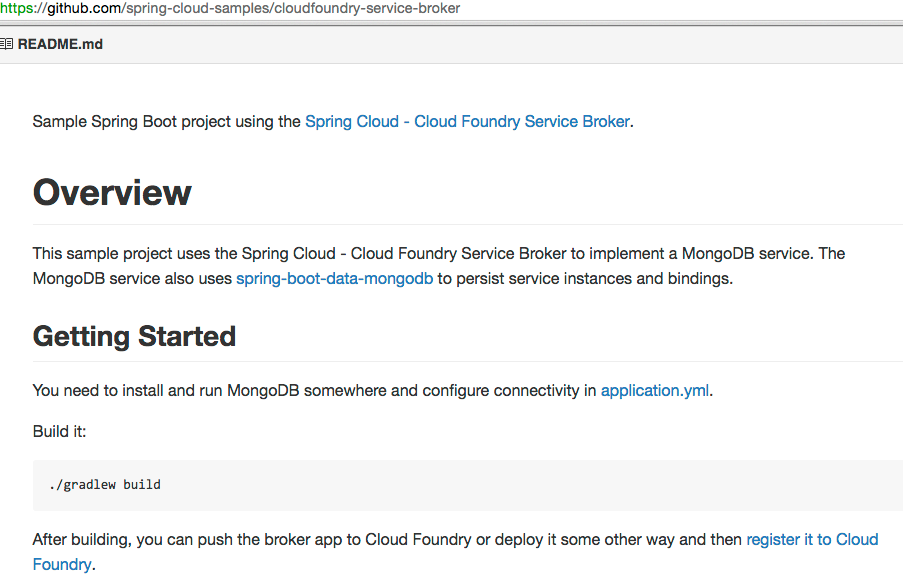 https://github.com/spring-cloud-samples/cloudfoundry-service-broker
README.md
Sample Spring Boot project using the Spring Cloud - Cloud Foundry Service Broker.
Overview
This sample project uses the Spring Cloud - Cloud Foundry Service Broker to implement a MongoDB service. The
MongoDB service also uses spring-boot-data-mongodb to persist service instances and bindings.
Getting Started
You need to install and run MongoDB somewhere and configure connectivity in application.yml.
Build it:
./gradlew build
After building, you can push the broker app to Cloud Foundry or deploy it some other way and then register it to Cloud
Foundry.